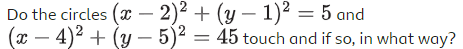 Do the circles (x − 2)² + (y − 1)² = 5 and
(x − 4)² + (y − 5)² = 45 touch and if so, in what way?